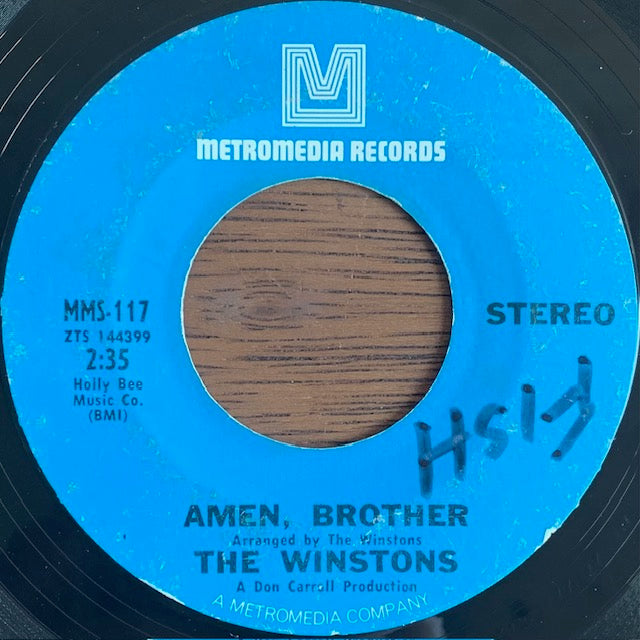 METROMEDIA RECORDS
MMS-117
ZTS 144399
2:35
Holly Bee
Music Co.
(BMI)
STEREO
FISH
AMEN, BROTHER
Arranged by The Winstons
THE WINSTONS
A Don Carroll Production
A METROMEDIA COMPANY